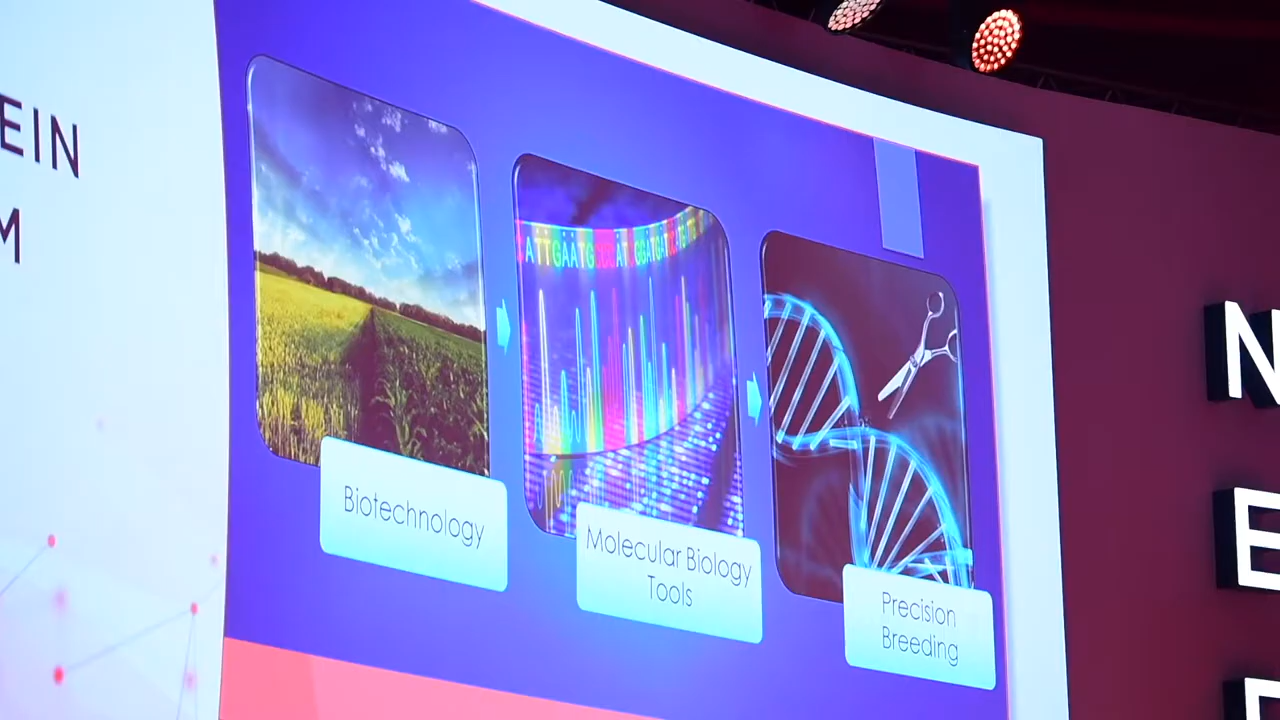 EIN
M
Biotechnology
Molecular Biology
Tools
Precision
Breeding
N
E